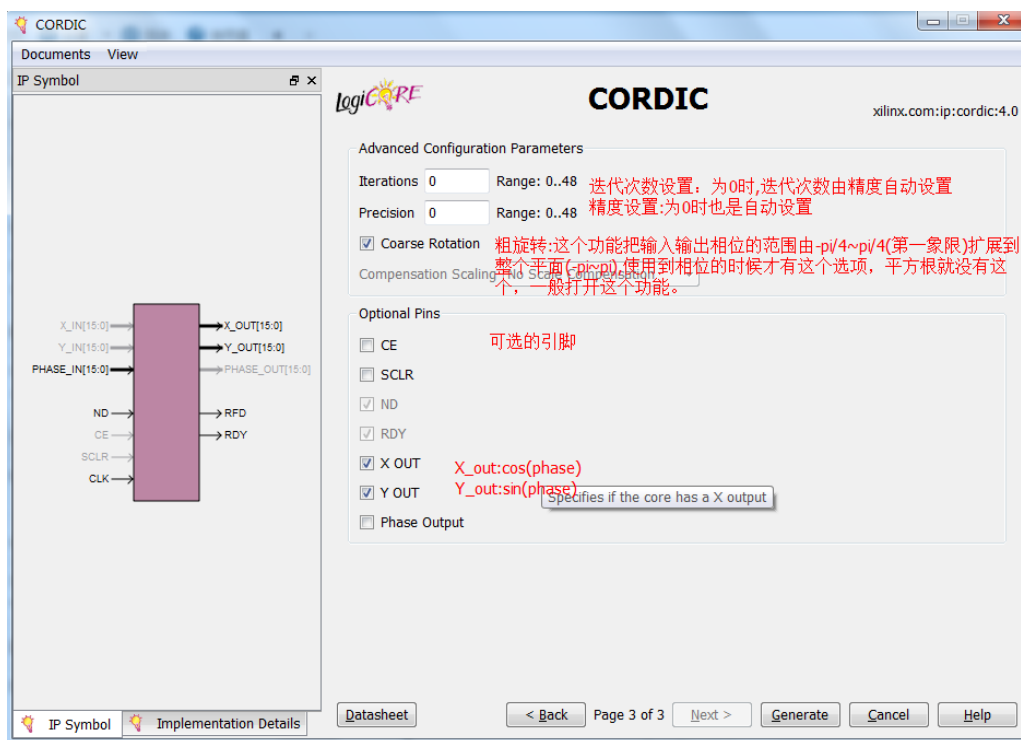 CORDIC
Documents View
IP Symbol
LogiCORE
CORDIC
xilinx.com:ip:cordic:4.0
Advanced Configuration Parameters
Iterations 0 Range: 0..48 迭代次数设置：为0时,迭代次数由精度自动设置
Precision 0 Range: 0..48 精度设置:为0时也是自动设置
Coarse Rotation 粗旋转:这个功能把输入输出相位的范围由-pi/4~pi/4(第一象限)扩展到
整个平面(-pi~pi),使用到相位的时候才有这个选项，平方根就没有这
Compensation Scaling No Scale Compensation
个，一般打开这个功能。
Optional Pins
CE 可选的引脚
SCLR
ND
RDY
X OUT X_out:cos(phase)
Y OUT Y_out:sin(phase)
Specifies if the core has a X output
Phase Output
X_IN[15:0] X_OUT[15:0]
Y_IN[15:0] Y_OUT[15:0]
PHASE_IN[15:0] PHASE_OUT[15:0]
ND RFD
CE RDY
SCLR
CLK
IP Symbol Implementation Details
Datasheet < Back Page 3 of 3 Next > Generate Cancel Help